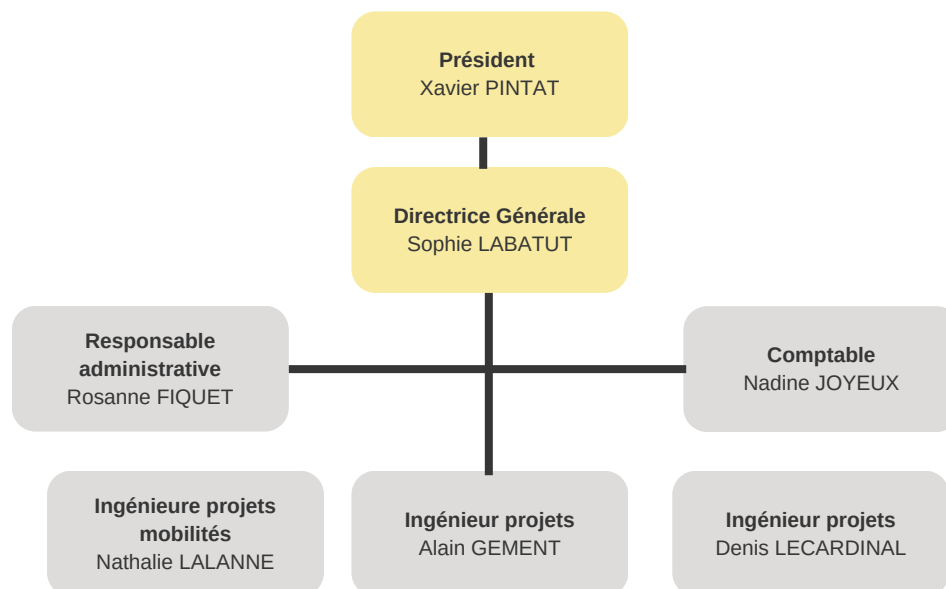 Président
Xavier PINTAT
Directrice Générale
Sophie LABATUT
Responsable
administrative
Rosanne FIQUET
Comptable
Nadine JOYEUX
Ingénieure projets
mobilités
Nathalie LALANNE
Ingénieur projets
Alain GEMENT
Ingénieur projets
Denis LECARDINAL